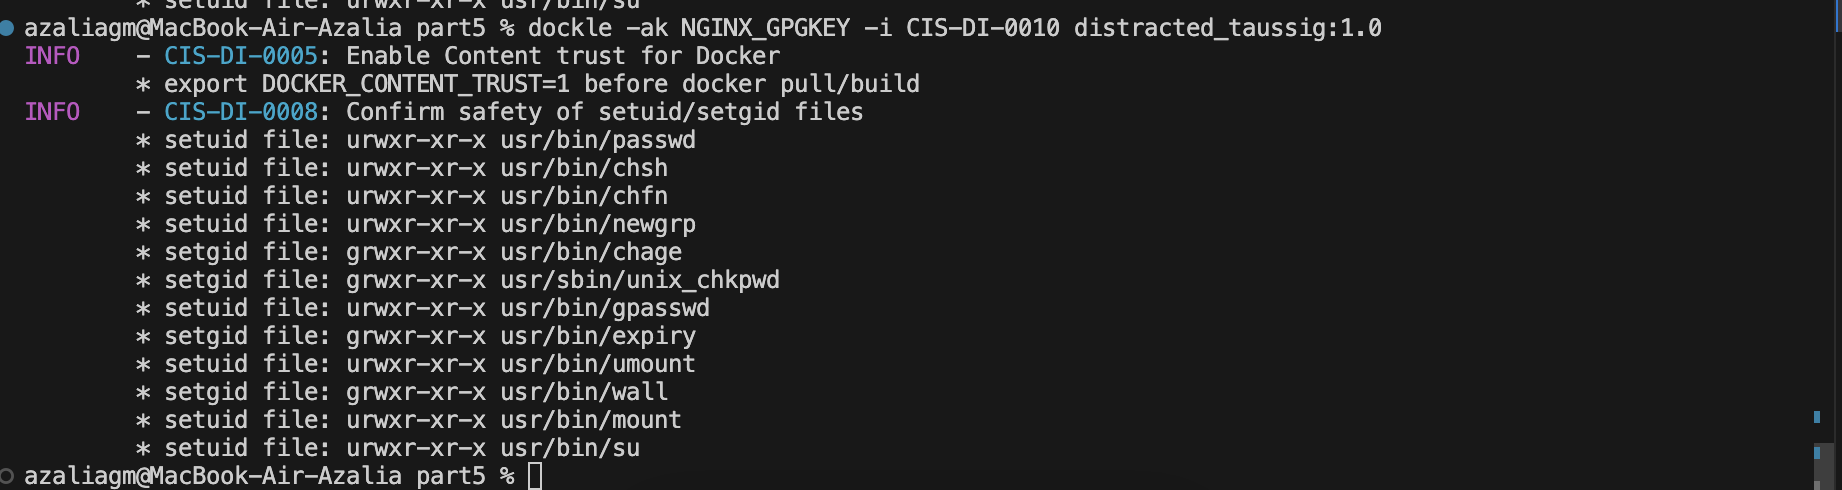 * setuid file: urwxr-xr-x usr/bin/su
azaliagm@MacBook-Air-Azalia part5 % dockle -ak NGINX_GPGKEY -i CIS-DI-0010 distracted_taussig:1.0
INFO - CIS-DI-0005: Enable Content trust for Docker
* export DOCKER_CONTENT_TRUST=1 before docker pull/build
INFO - CIS-DI-0008: Confirm safety of setuid/setgid files
* setuid file: urwxr-xr-x usr/bin/passwd
* setuid file: urwxr-xr-x usr/bin/chsh
* setuid file: urwxr-xr-x usr/bin/chfn
* setuid file: urwxr-xr-x usr/bin/newgrp
* setgid file: grwxr-xr-x usr/bin/chage
* setgid file: grwxr-xr-x usr/sbin/unix_chkpwd
* setuid file: urwxr-xr-x usr/bin/gpasswd
* setgid file: grwxr-xr-x usr/bin/expiry
* setuid file: urwxr-xr-x usr/bin/umount
* setgid file: grwxr-xr-x usr/bin/wall
* setuid file: urwxr-xr-x usr/bin/mount
* setuid file: urwxr-xr-x usr/bin/su
azaliagm@MacBook-Air-Azalia part5 %